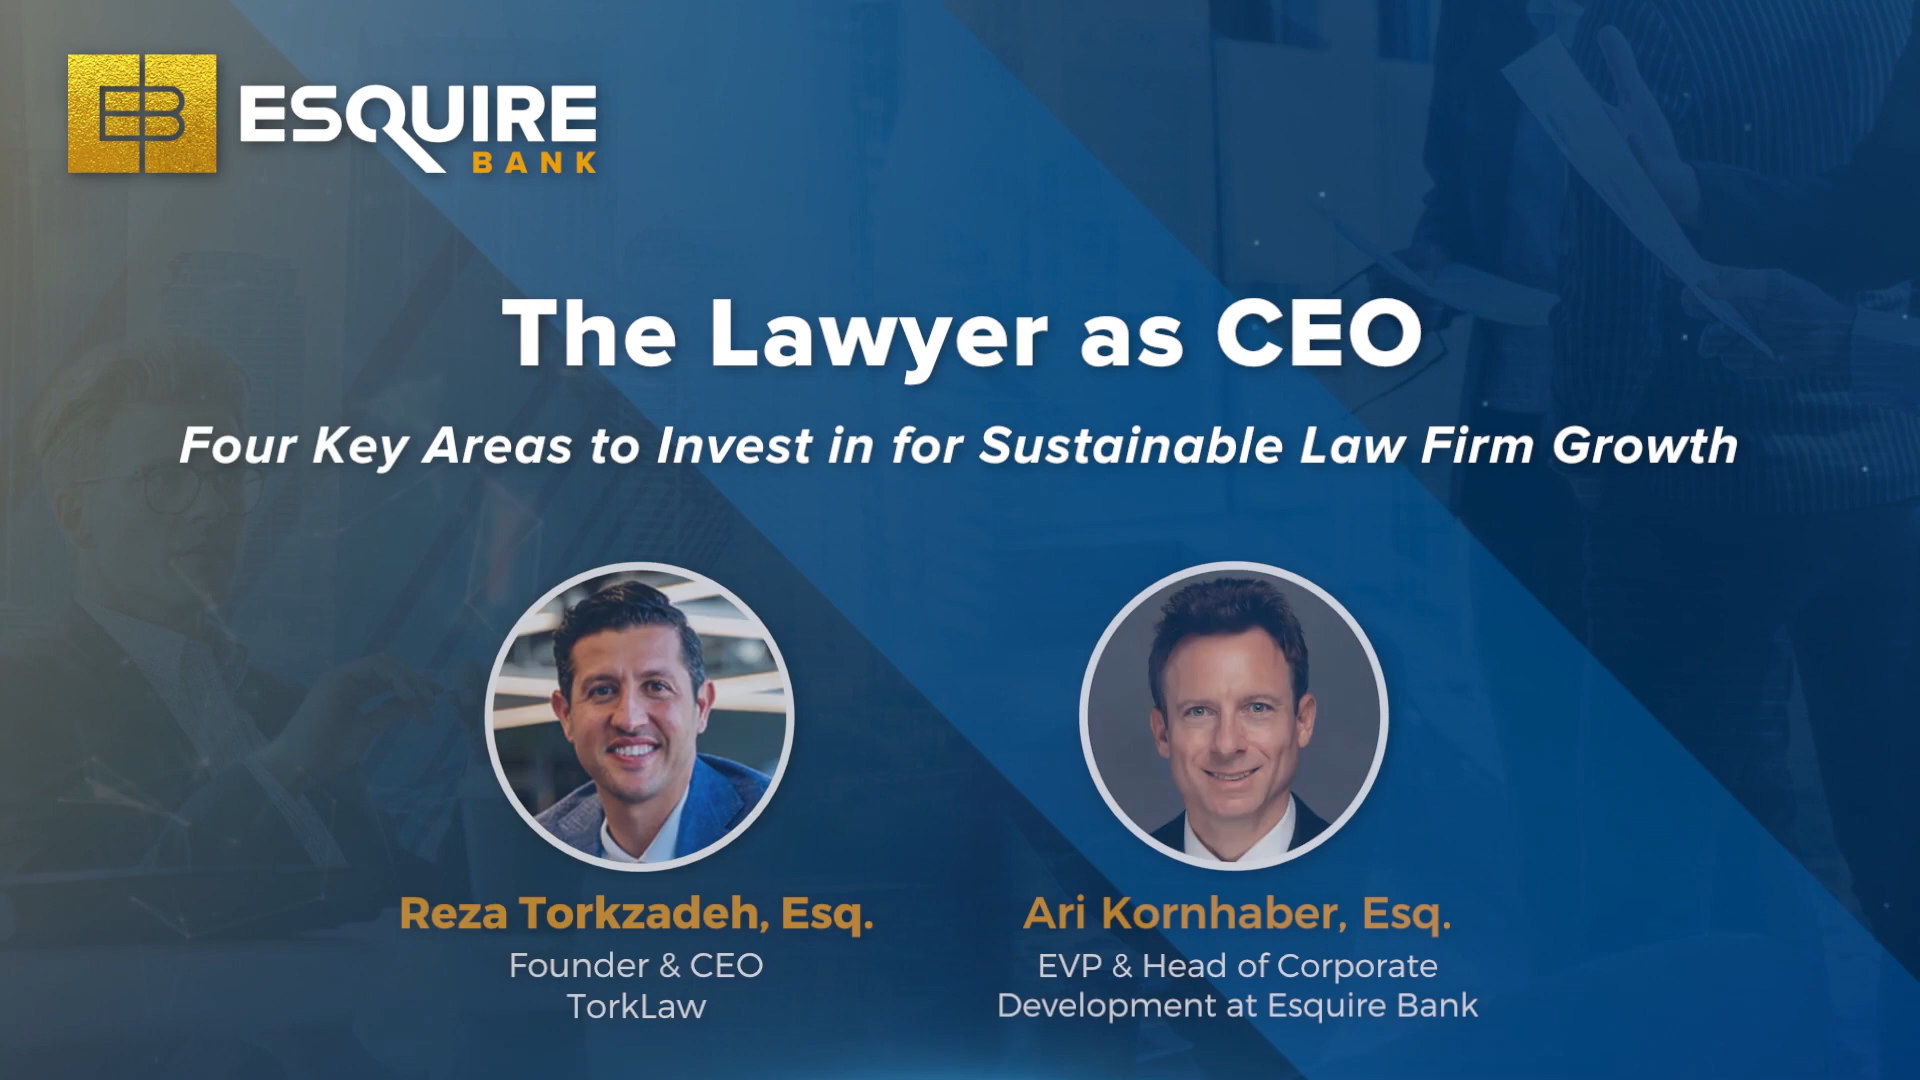 EB
ESQUIRE
BANK
The Lawyer as CEO
Four Key Areas to Invest in for Sustainable Law Firm Growth
Reza Torkzadeh, Esq.
Founder & CEO
TorkLaw
Ari Kornhaber, Esq.
EVP & Head of Corporate
Development at Esquire Bank